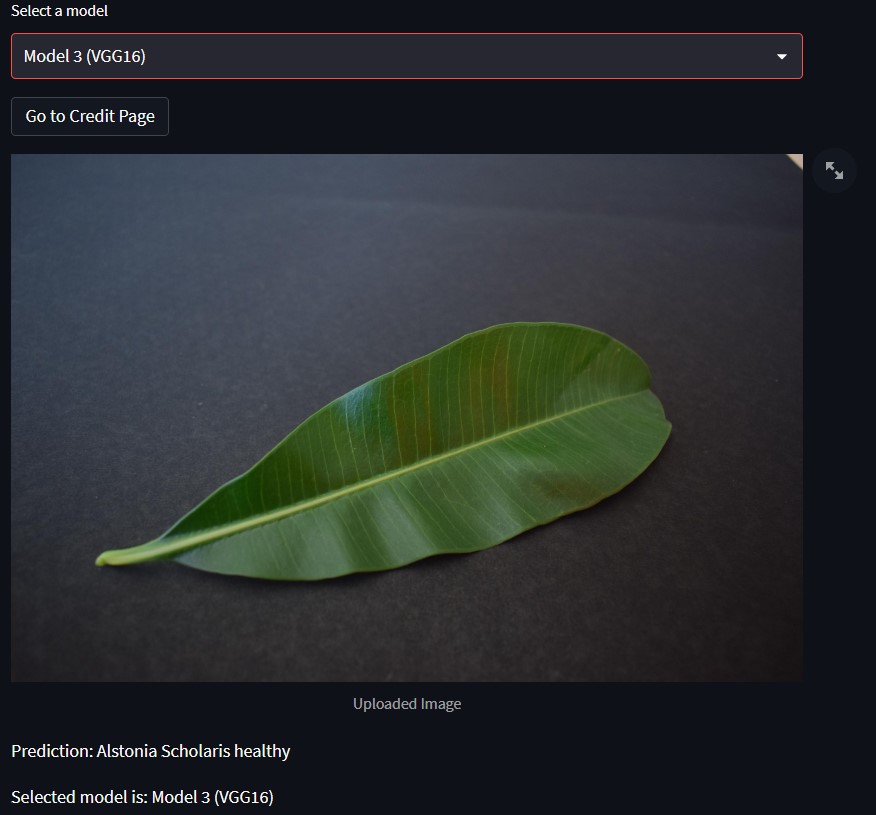 Select a model
Model 3 (VGG16)
Go to Credit Page
Uploaded Image
Prediction: Alstonia Scholaris healthy
Selected model is: Model 3 (VGG16)